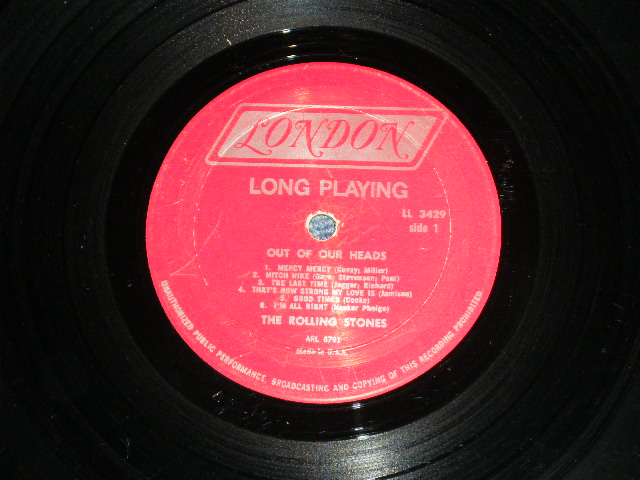 LONDON
LONG PLAYING
LL 3429
side 1
OUT OF OUR HEADS
1. MERCY MERCY (Covay; Miller)
2. HITCH HIKE (Gaye; Stevenson; Paul)
3. THE LAST TIME (Jagger; Richard)
4. THAT'S HOW STRONG MY LOVE IS (Jamison)
5. GOOD TIMES (Cooke)
6. I'M ALL RIGHT (Nanker Phelge)
THE ROLLING STONES
ARL 6792
Made in U.S.A.
UNAUTHORIZED PUBLIC PERFORMANCE, BROADCASTING AND COPYING OF THIS RECORDING PROHIBITED